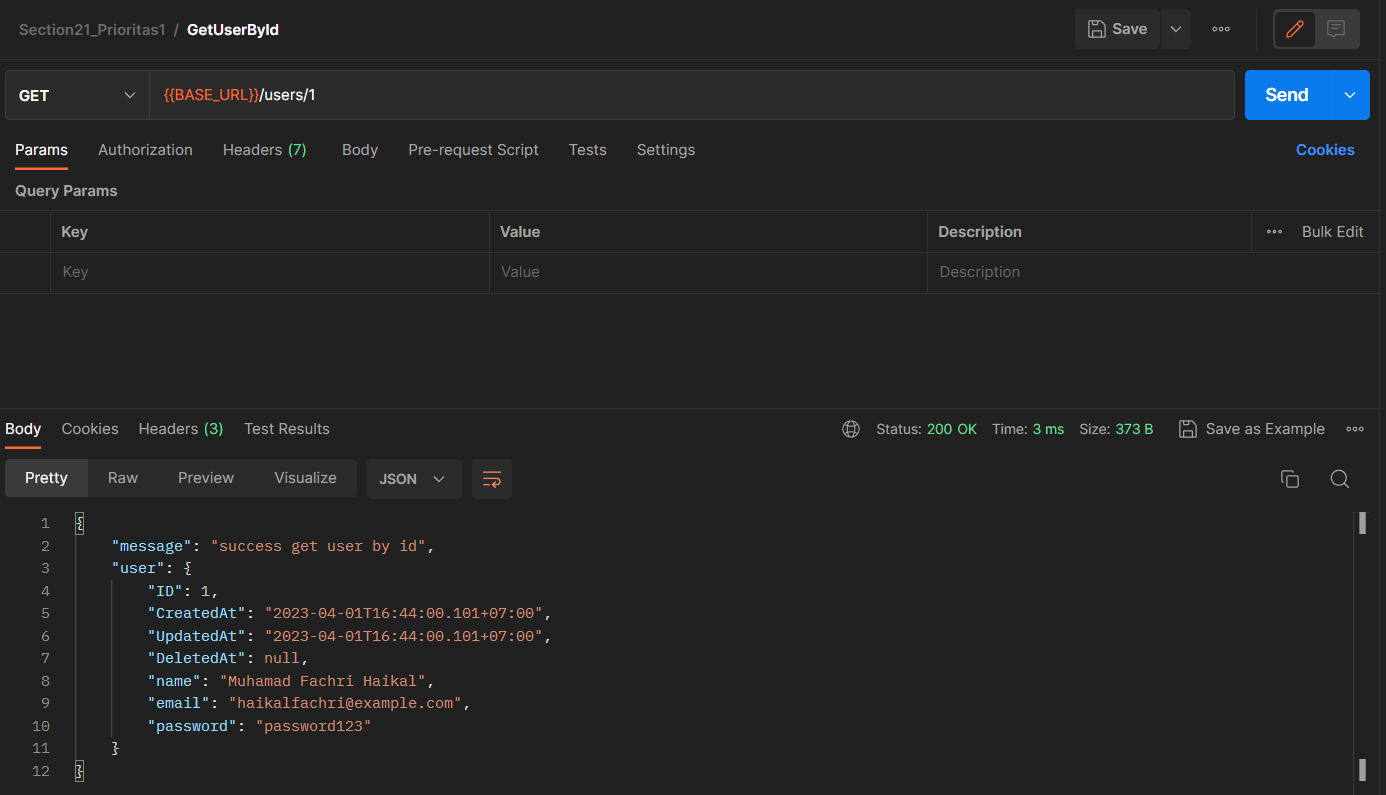 Section21_Prioritas1 / GetUserById Save
GET {{BASE_URL}}/users/1 Send
Params Authorization Headers (7) Body Pre-request Script Tests Settings Cookies
Query Params
Key Value Description Bulk Edit
Key Value Description
Body Cookies Headers (3) Test Results Status: 200 OK Time: 3 ms Size: 373 B Save as Example
Pretty Raw Preview Visualize JSON
1 {
2 "message": "success get user by id",
3 "user": {
4 "ID": 1,
5 "CreatedAt": "2023-04-01T16:44:00.101+07:00",
6 "UpdatedAt": "2023-04-01T16:44:00.101+07:00",
7 "DeletedAt": null,
8 "name": "Muhamad Fachri Haikal",
9 "email": "haikalfachri@example.com",
10 "password": "password123"
11 }
12 }